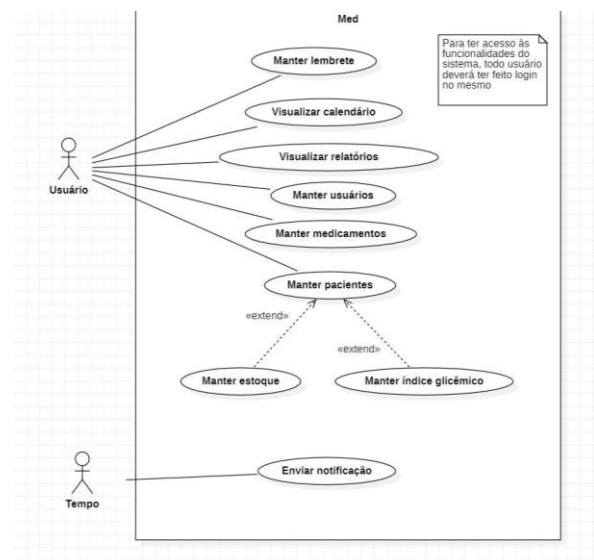 Med
Para ter acesso às
funcionalidades do
sistema, todo usuário
deverá ter feito login
no mesmo
Manter lembrete
Visualizar calendário
Visualizar relatórios
Usuário
Manter usuários
Manter medicamentos
Manter pacientes
«extend»
«extend»
Manter estoque
Manter índice glicêmico
Enviar notificação
Tempo